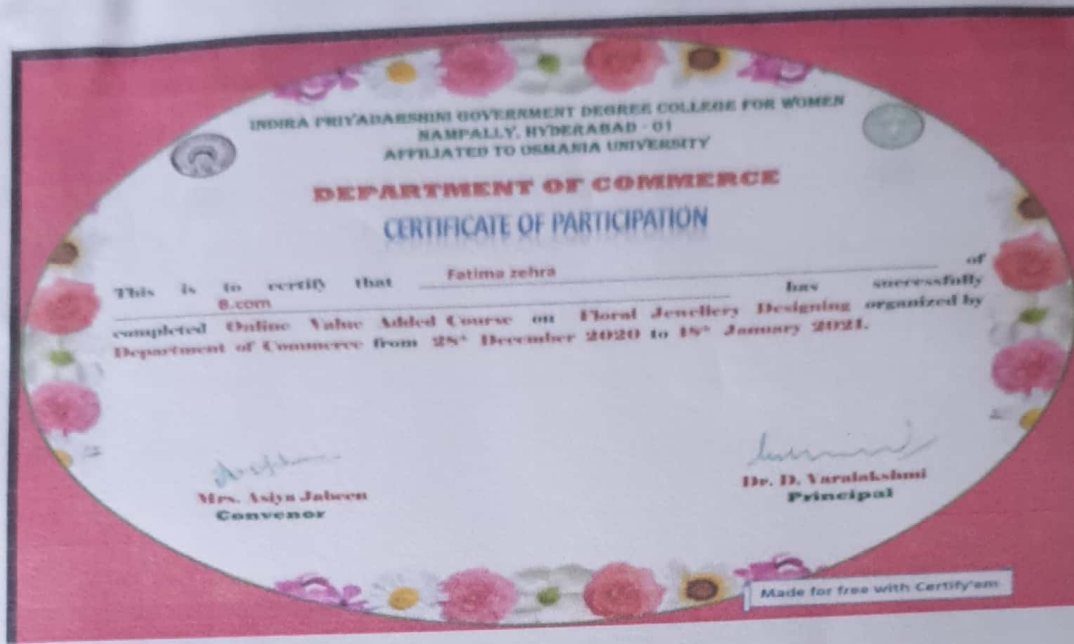 INDIRA PRIYADARSHINI GOVERNMENT DEGREE COLLEGE FOR WOMEN
NAMPALLY, HYDERABAD - 01
AFFILIATED TO OSMANIA UNIVERSITY
DEPARTMENT OF COMMERCE
CERTIFICATE OF PARTICIPATION
This is to certify that Fatima zehra of
B.com has successfully
completed Online Value Added Course on Floral Jewellery Designing organized by
Department of Commerce from 28th December 2020 to 18th January 2021.
Mrs. Asiya Jabeen
Convenor
Dr. D. Varalakshmi
Principal
Made for free with Certify'em